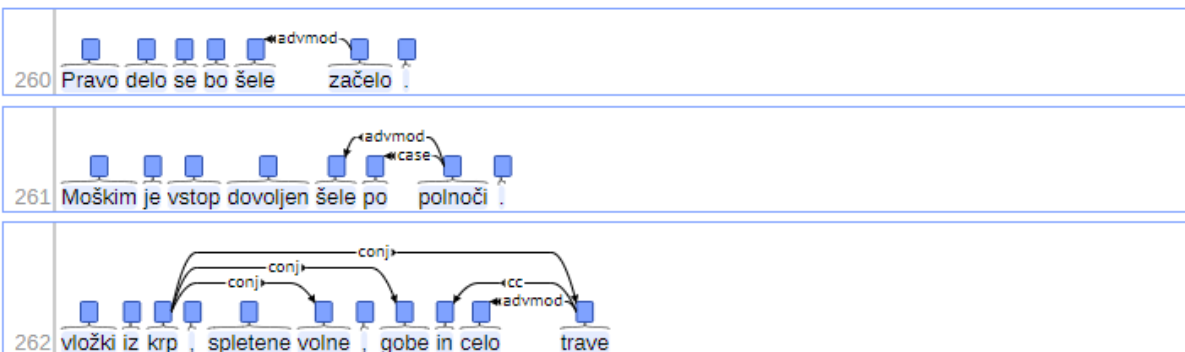 advmod
260 Pravo delo se bo šele začelo .
advmod
case
261 Moškim je vstop dovoljen šele po polnoči .
conj
conj
conj cc
advmod
262 vložki iz krp , spletene volne , gobe in celo trave